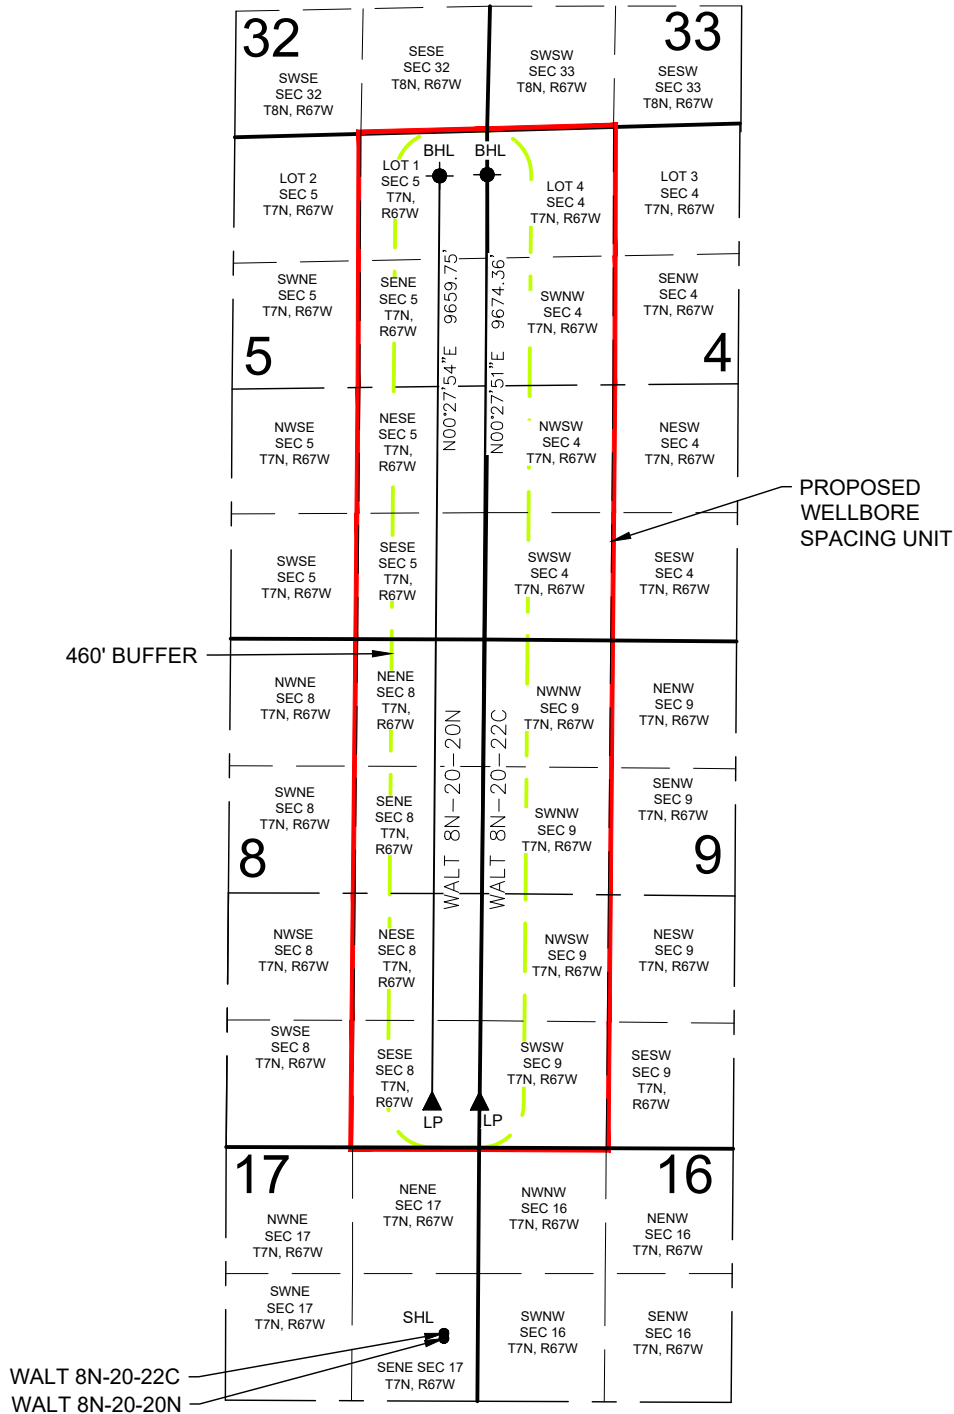 32
33
SWSE
SEC 32
T8N, R67W
SESE
SEC 32
T8N, R67W
SWSW
SEC 33
T8N, R67W
SESW
SEC 33
T8N, R67W
BHL
BHL
LOT 2
SEC 5
T7N, R67W
LOT 1
SEC 5
T7N,
R67W
LOT 4
SEC 4
T7N, R67W
LOT 3
SEC 4
T7N, R67W
SWNE
SEC 5
T7N, R67W
SENE
SEC 5
T7N,
R67W
N00°27'54"E 9659.75'
N00°27'51"E 9674.36'
SWNW
SEC 4
T7N, R67W
SENW
SEC 4
T7N, R67W
5
4
NWSE
SEC 5
T7N, R67W
NESE
SEC 5
T7N,
R67W
NWSW
SEC 4
T7N, R67W
NESW
SEC 4
T7N, R67W
PROPOSED
WELLBORE
SPACING UNIT
SWSE
SEC 5
T7N, R67W
SESE
SEC 5
T7N,
R67W
SWSW
SEC 4
T7N, R67W
SESW
SEC 4
T7N, R67W
460' BUFFER
NWNE
SEC 8
T7N, R67W
NENE
SEC 8
T7N,
R67W
NWNW
SEC 9
T7N, R67W
NENW
SEC 9
T7N, R67W
WALT 8N-20-20N
WALT 8N-20-22C
SWNE
SEC 8
T7N, R67W
SENE
SEC 8
T7N,
R67W
SWNW
SEC 9
T7N, R67W
SENW
SEC 9
T7N, R67W
8
9
NWSE
SEC 8
T7N, R67W
NESE
SEC 8
T7N,
R67W
NWSW
SEC 9
T7N, R67W
NESW
SEC 9
T7N, R67W
SWSE
SEC 8
T7N, R67W
SESE
SEC 8
T7N,
R67W
SWSW
SEC 9
T7N, R67W
SESW
SEC 9
T7N,
R67W
LP
LP
17
16
NWNE
SEC 17
T7N, R67W
NENE
SEC 17
T7N, R67W
NWNW
SEC 16
T7N, R67W
NENW
SEC 16
T7N, R67W
SWNE
SEC 17
T7N, R67W
SHL
SENE SEC 17
T7N, R67W
SWNW
SEC 16
T7N, R67W
SENW
SEC 16
T7N, R67W
WALT 8N-20-22C
WALT 8N-20-20N